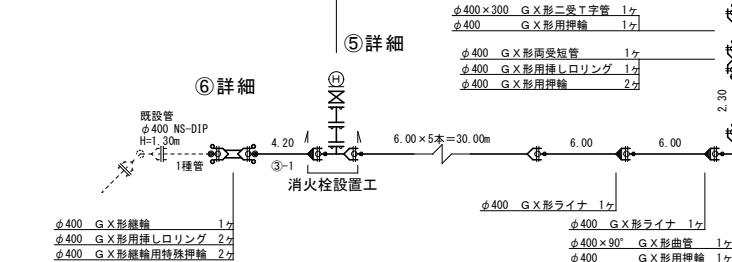 φ400×300 GX形二受T字管 1ヶ
φ400 GX形用押輪 1ヶ
⑤詳細
φ400 GX形両受短管 1ヶ
φ400 GX形用挿しロリング 1ヶ
φ400 GX形用押輪 2ヶ
⑥詳細
H
2.30
既設管
φ400 NS-DIP
H=1.30m
1種管
4.20
③-1
消火栓設置工
6.00×5本=30.00m
6.00
6.00
φ400 GX形ライナ 1ヶ
φ400 GX形継輪 1ヶ
φ400 GX形用挿しロリング 2ヶ
φ400 GX形継輪用特殊押輪 2ヶ
φ400 GX形ライナ 1ヶ
φ400×90° GX形曲管 1ヶ
φ400 GX形用押輪 1ヶ